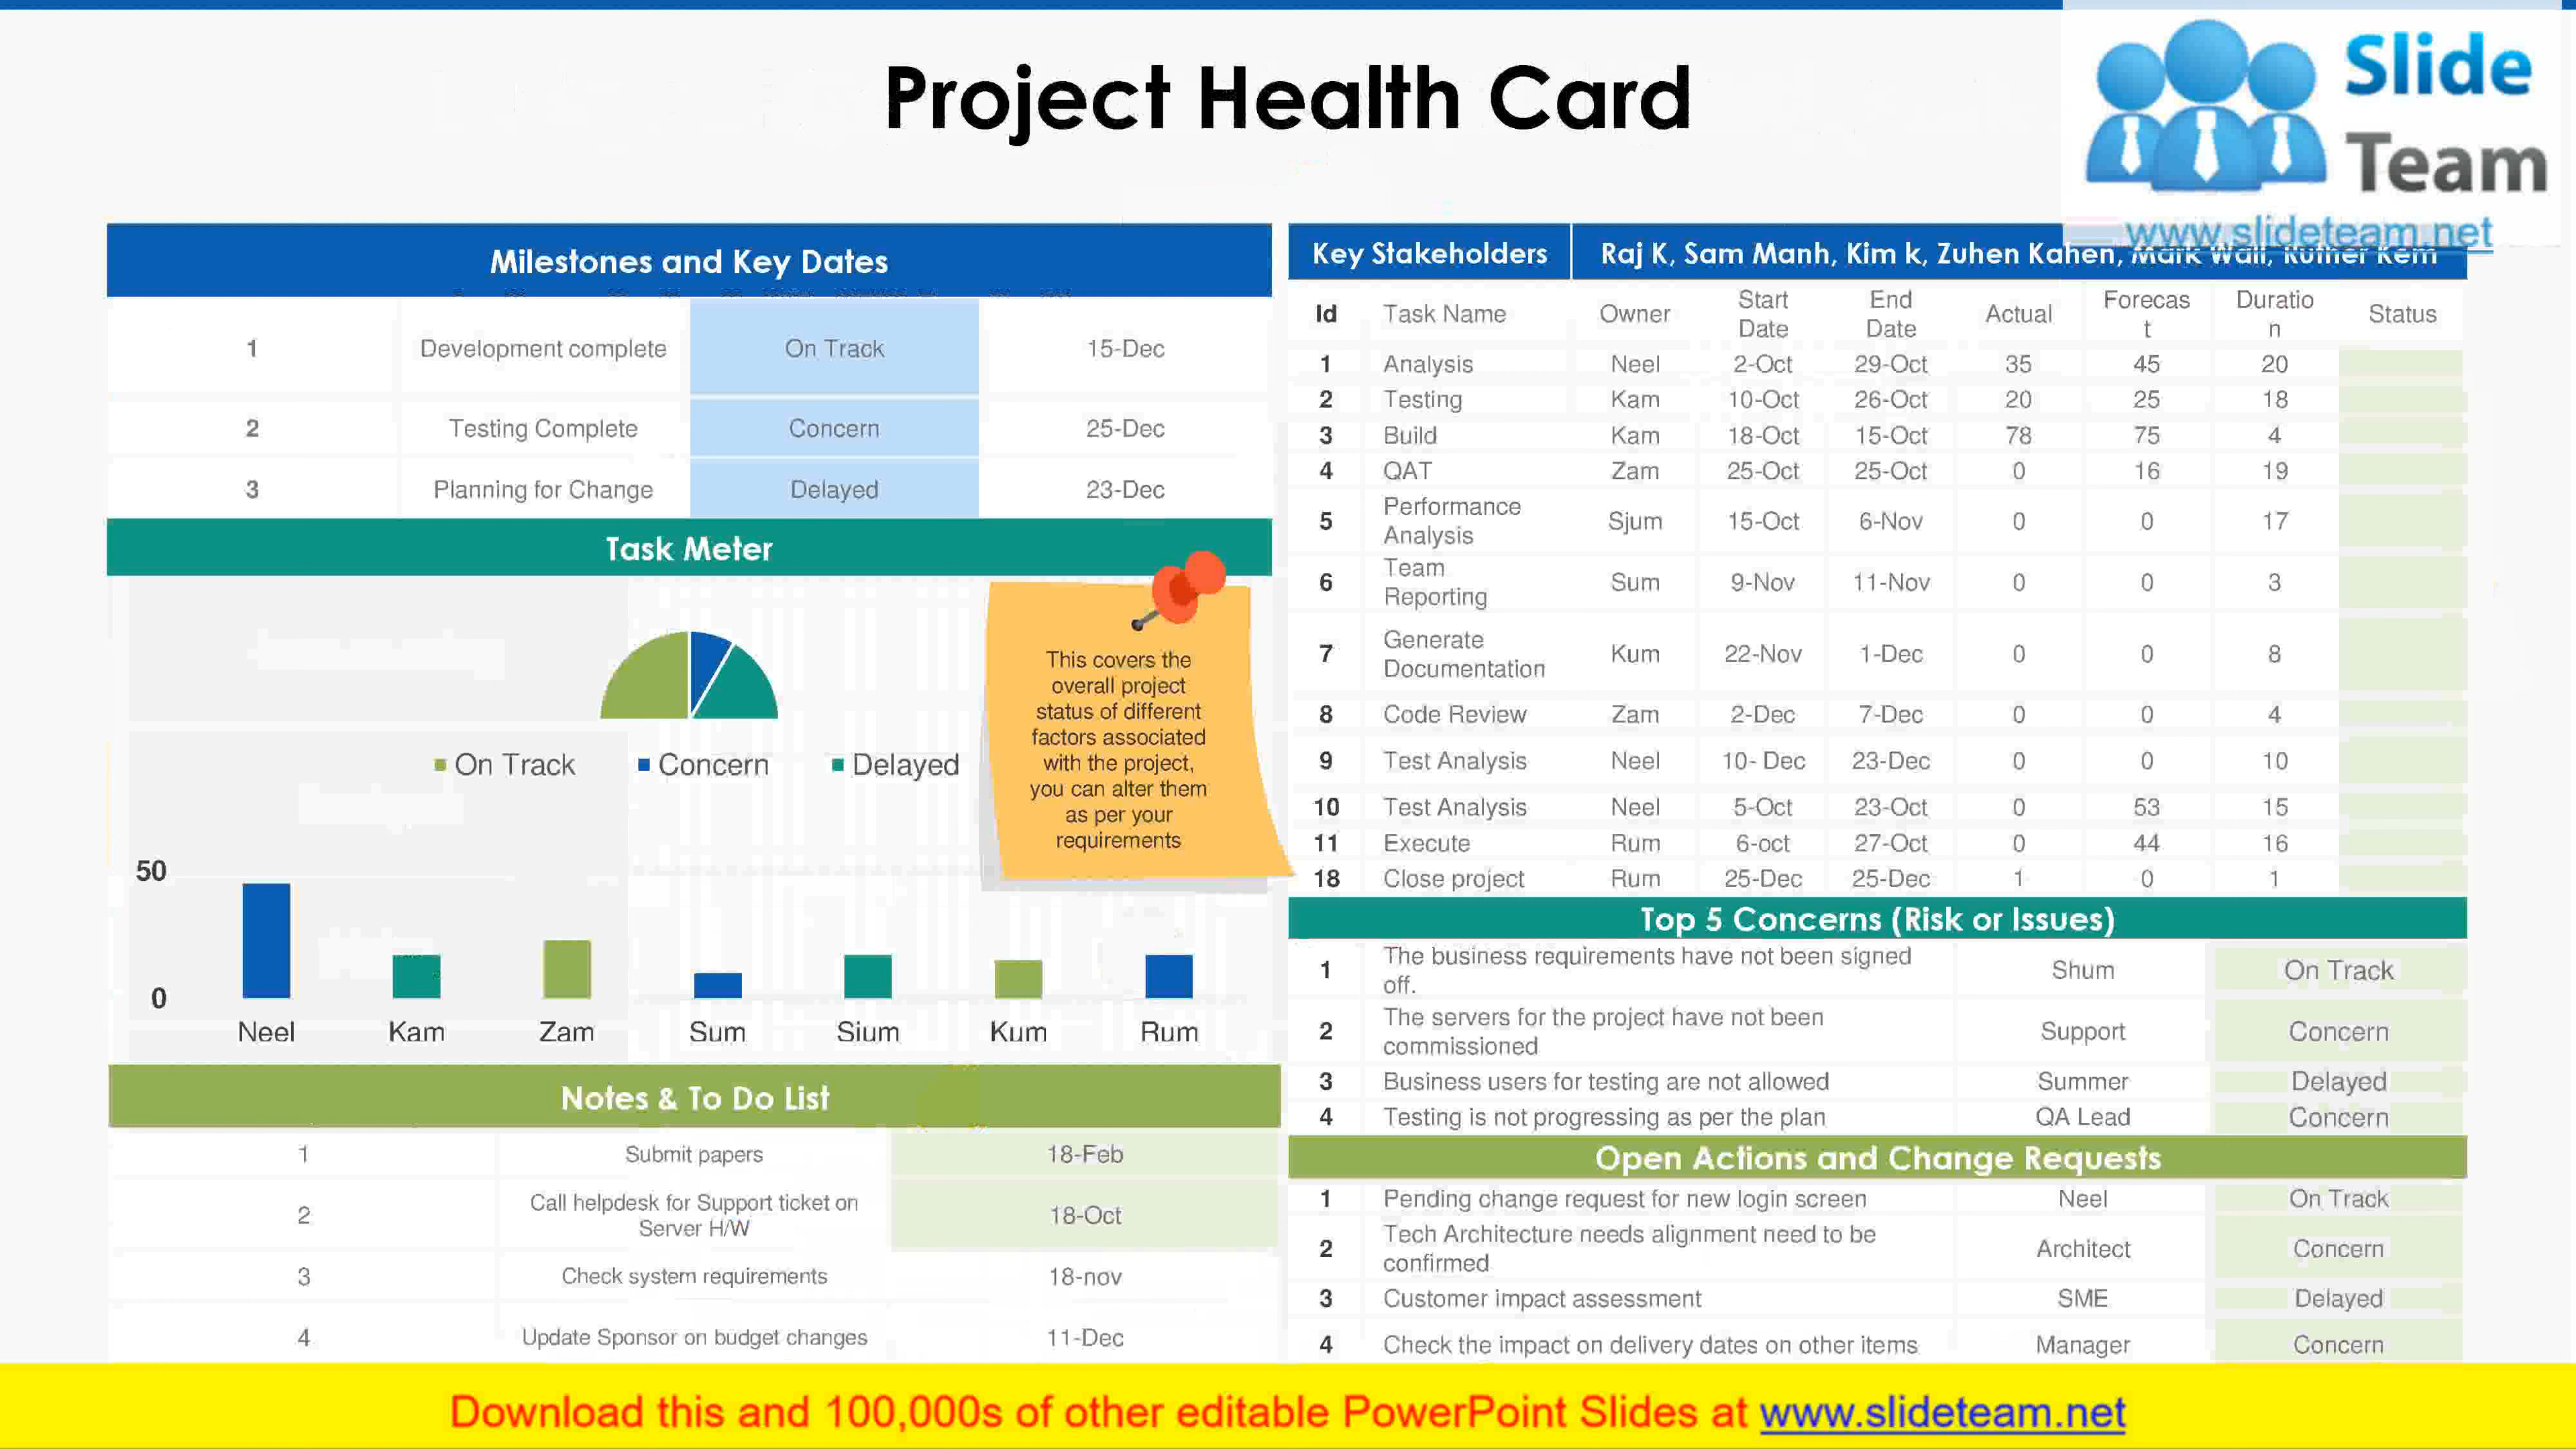 Project Health Card
Slide
Team
www.slideteam.net
Milestones and Key Dates
1 Development complete On Track 15-Dec
2 Testing Complete Concern 25-Dec
3 Planning for Change Delayed 23-Dec
Task Meter
On Track Concern Delayed
This covers the
overall project
status of different
factors associated
with the project,
you can alter them
as per your
requirements
50
0
Neel Kam Zam Sum Sium Kum Rum
Notes & To Do List
1 Submit papers 18-Feb
2 Call helpdesk for Support ticket on
Server H/W 18-Oct
3 Check system requirements 18-nov
4 Update Sponsor on budget changes 11-Dec
Key Stakeholders Raj K, Sam Manh, Kim k, Zuhen Kahen, Mark Wall, Kem
Id Task Name Owner Start
Date End
Date Actual Forecas
t Duratio
n Status
1 Analysis Neel 2-Oct 29-Oct 35 45 20
2 Testing Kam 10-Oct 26-Oct 20 25 18
3 Build Kam 18-Oct 15-Oct 78 75 4
4 QAT Zam 25-Oct 25-Oct 0 16 19
5 Performance
Analysis Sjum 15-Oct 6-Nov 0 0 17
6 Team
Reporting Sum 9-Nov 11-Nov 0 0 3
7 Generate
Documentation Kum 22-Nov 1-Dec 0 0 8
8 Code Review Zam 2-Dec 7-Dec 0 0 4
9 Test Analysis Neel 10- Dec 23-Dec 0 0 10
10 Test Analysis Neel 5-Oct 23-Oct 0 53 15
11 Execute Rum 6-oct 27-Oct 0 44 16
18 Close project Rum 25-Dec 25-Dec 1 0 1
Top 5 Concerns (Risk or Issues)
1 The business requirements have not been signed
off. Shum On Track
2 The servers for the project have not been
commissioned Support Concern
3 Business users for testing are not allowed Summer Delayed
4 Testing is not progressing as per the plan QA Lead Concern
Open Actions and Change Requests
1 Pending change request for new login screen Neel On Track
2 Tech Architecture needs alignment need to be
confirmed Architect Concern
3 Customer impact assessment SME Delayed
4 Check the impact on delivery dates on other items Manager Concern
Download this and 100,000s of other editable PowerPoint Slides at www.slideteam.net